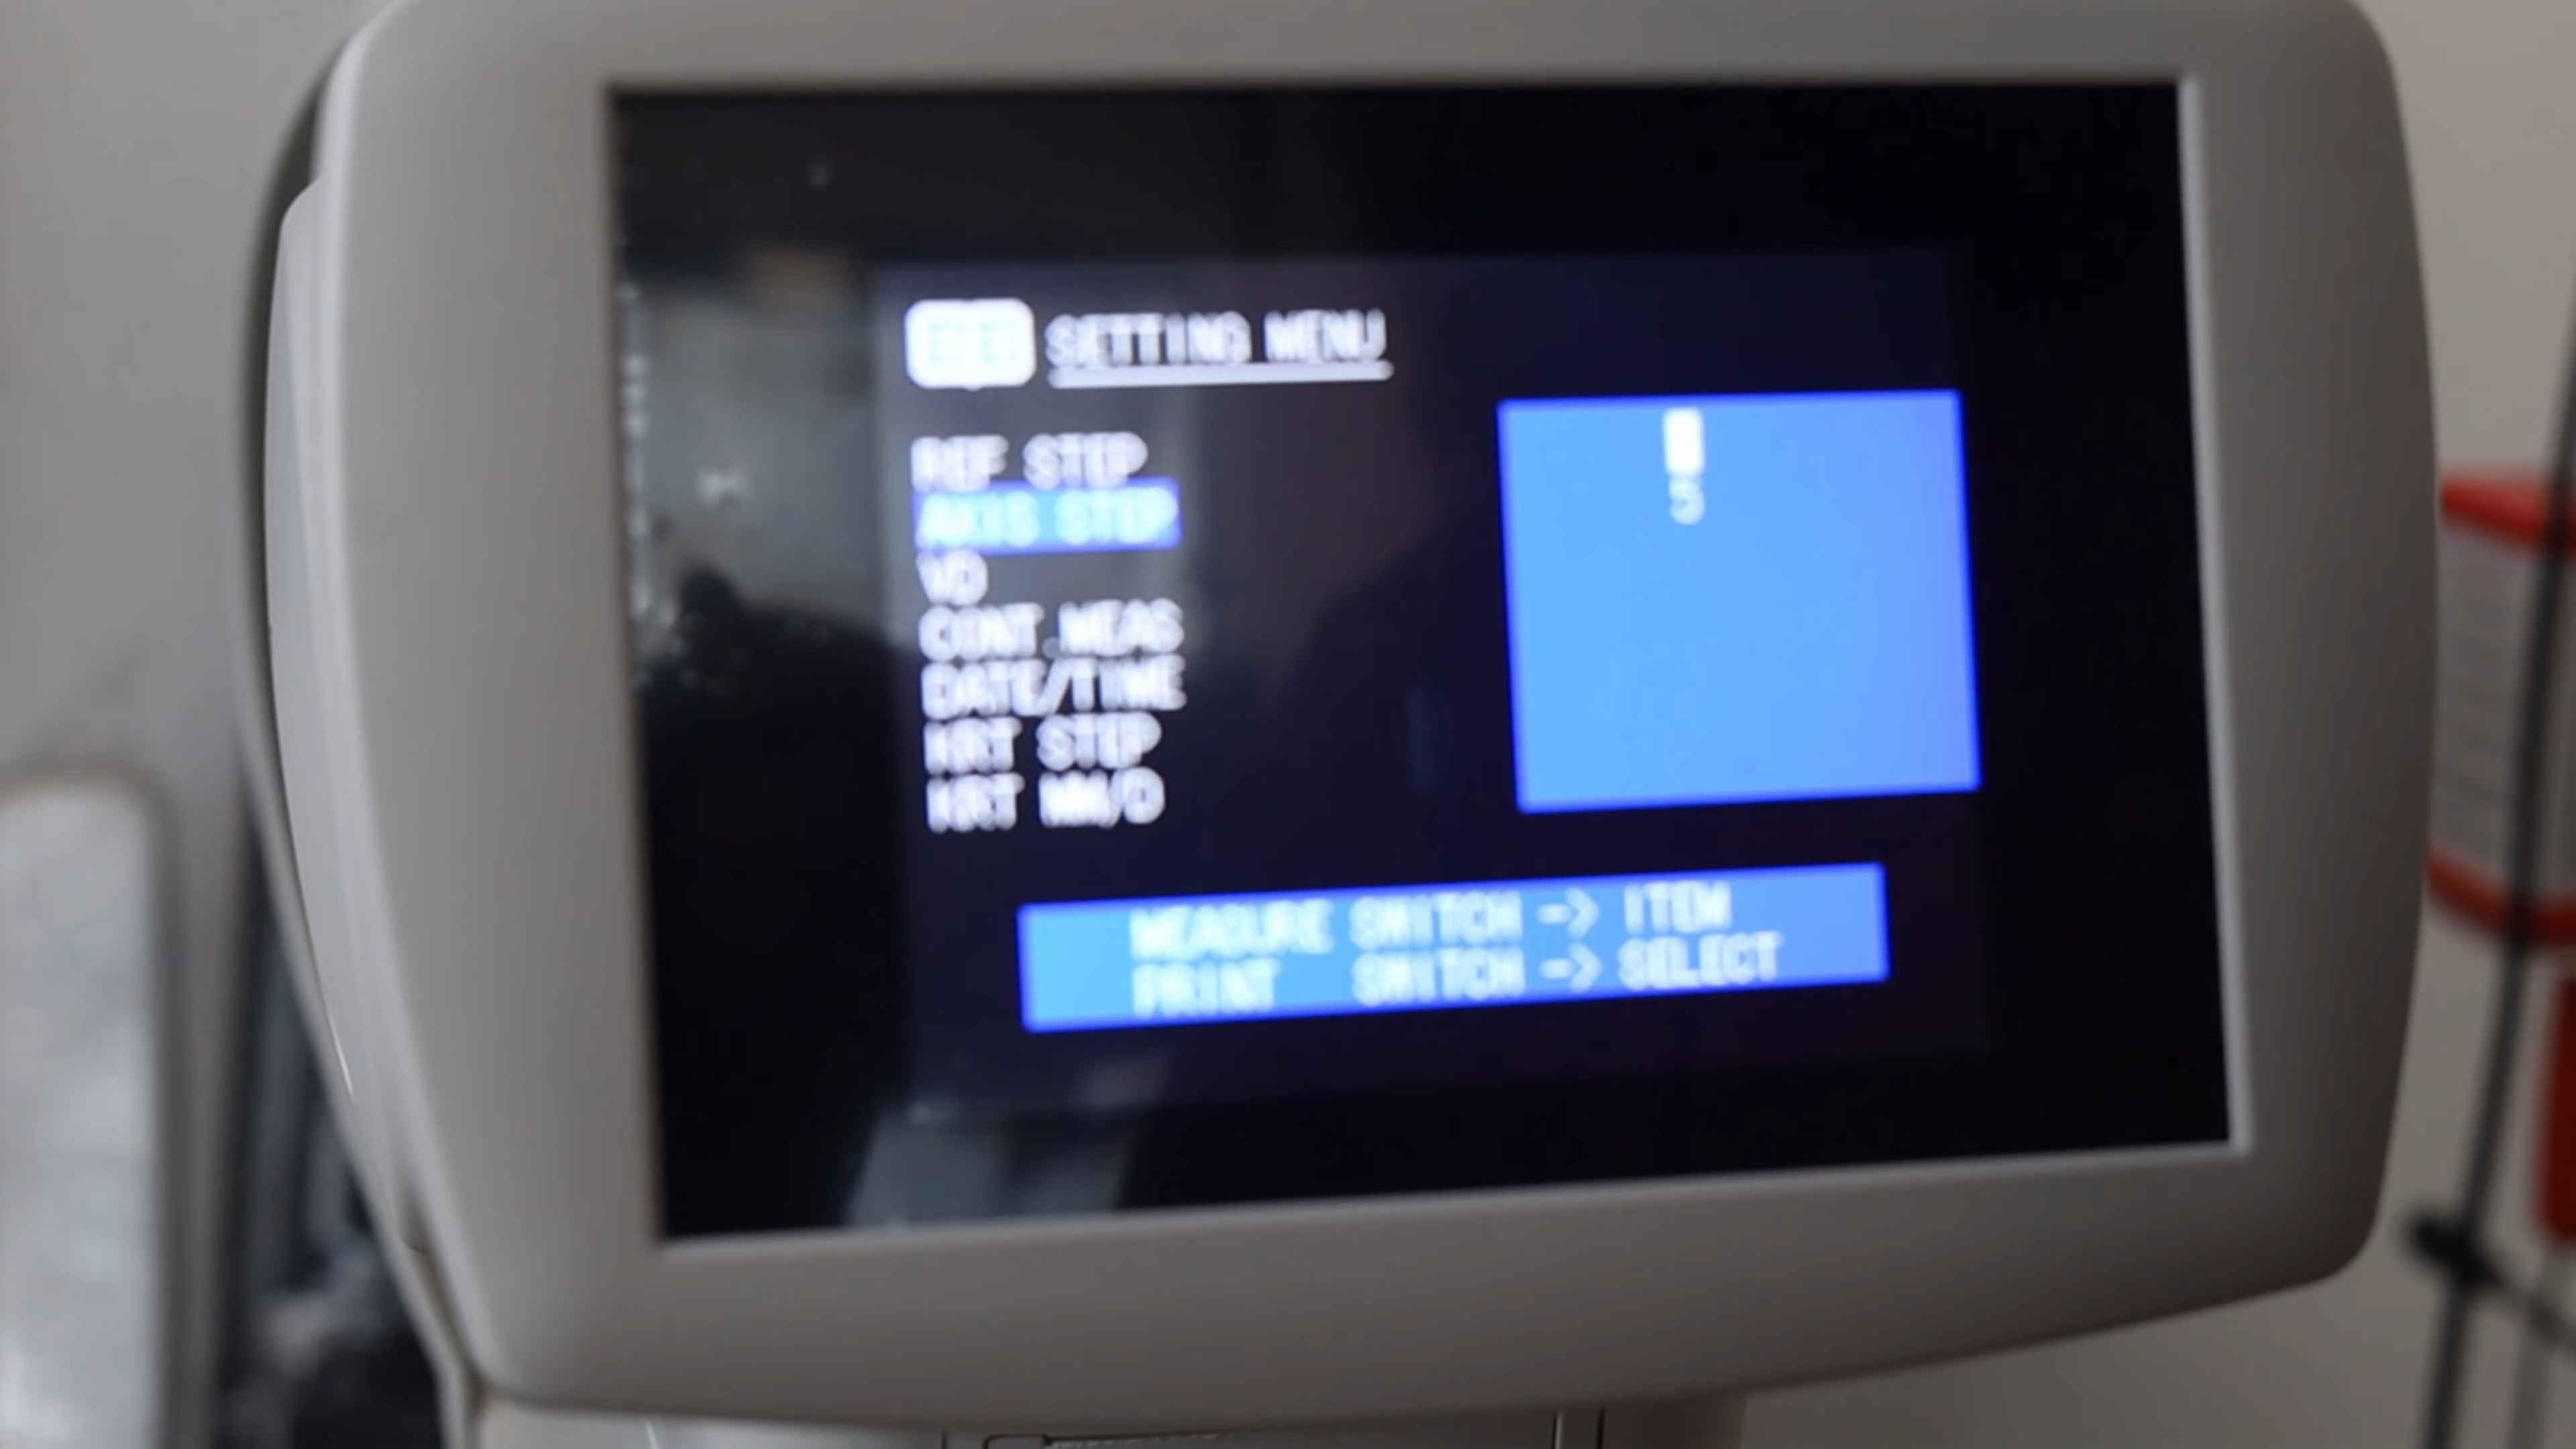 SETTING MENU
REF STEP
AXIS STEP
VD
CONT.MEAS
DATE/TIME
KRT STEP
KRT MM/D
5
MEASURE SWITCH -> ITEM
PRINT SWITCH -> SELECT